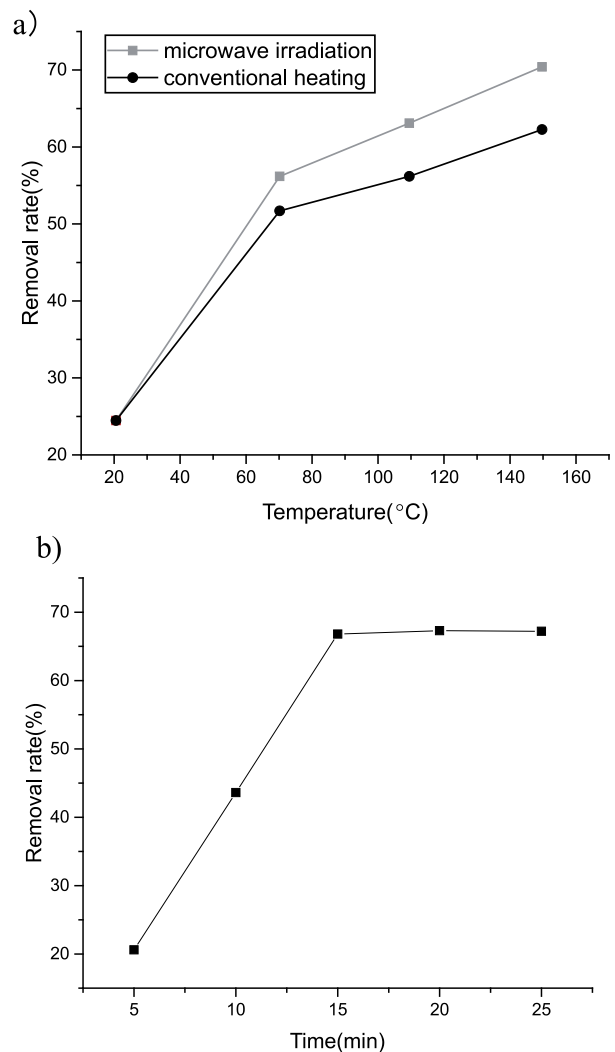 a)
microwave irradiation
conventional heating
70
60
50
40
30
20
Removal rate(%)
20 40 60 80 100 120 140 160
Temperature(°C)
b)
70
60
50
40
30
20
Removal rate(%)
5 10 15 20 25
Time(min)